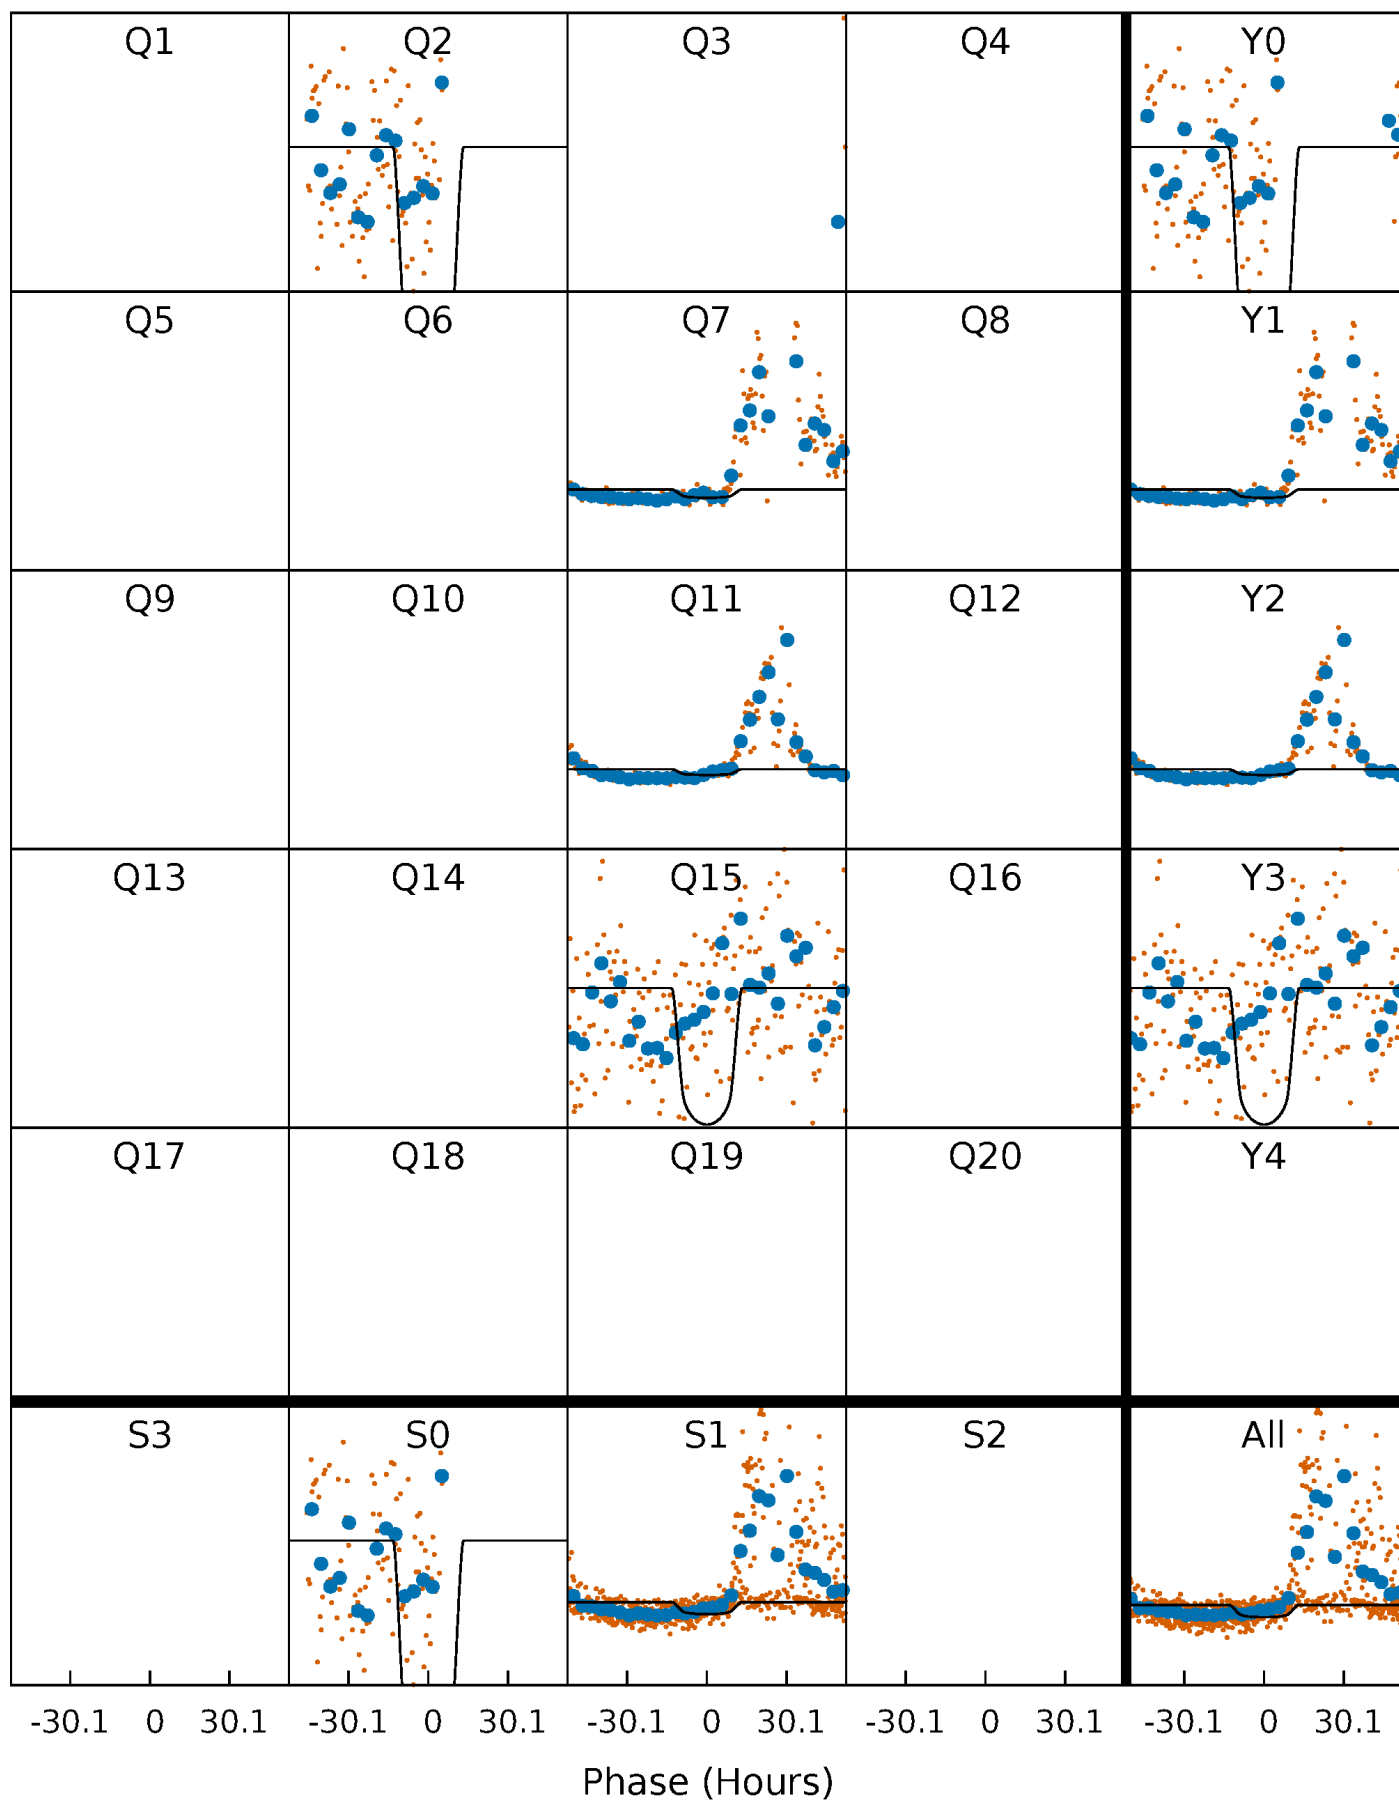 Q1 Q2 Q3 Q4 Y0
Q5 Q6 Q7 Q8 Y1
Q9 Q10 Q11 Q12 Y2
Q13 Q14 Q15 Q16 Y3
Q17 Q18 Q19 Q20 Y4
S3 S0 S1 S2 All
-30.1 0 30.1 -30.1 0 30.1 -30.1 0 30.1 -30.1 0 30.1 -30.1 0 30.1
Phase (Hours)